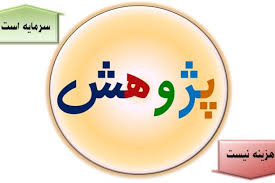 سرمایه است
پژوهش
هزینه نیست